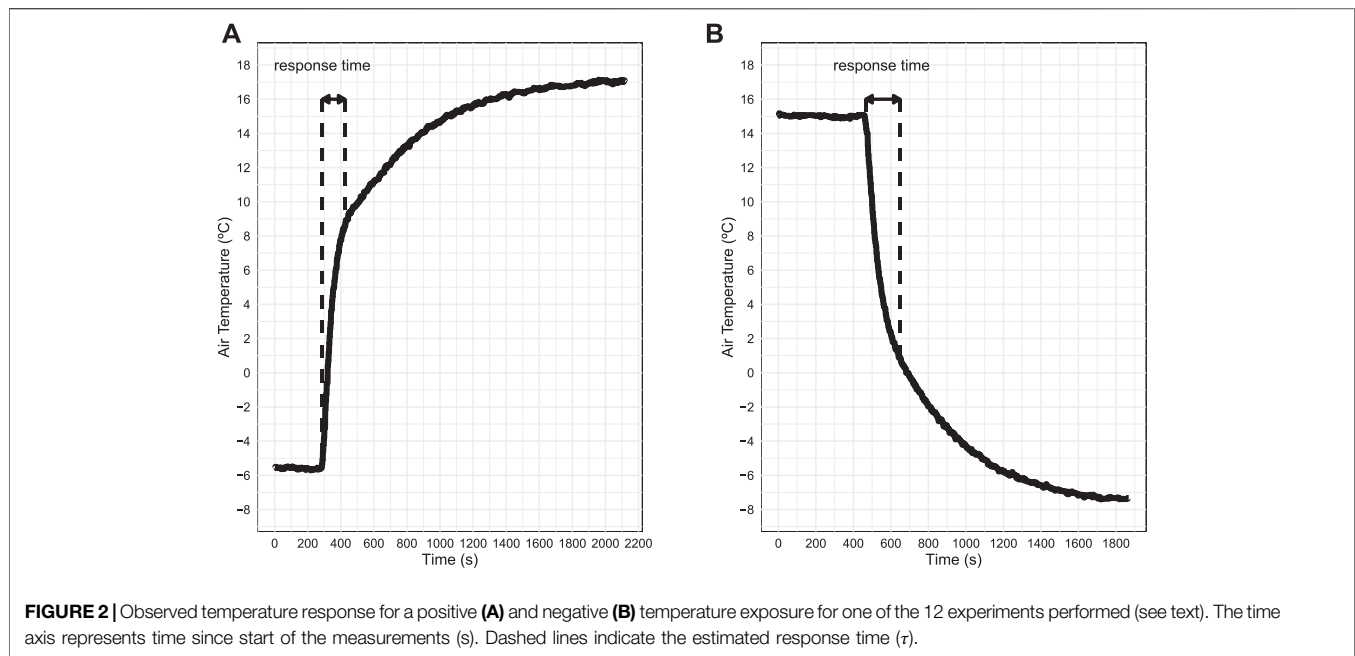 A
B
response time
response time
18
16
14
12
10
8
6
4
2
0
−2
−4
−6
−8
Air Temperature (ºC)
0 200 400 600 800 1000 1200 1400 1600 1800 2000 2200
Time (s)
18
16
14
12
10
8
6
4
2
0
−2
−4
−6
−8
Air Temperature (ºC)
0 200 400 600 800 1000 1200 1400 1600 1800
Time (s)
FIGURE 2 | Observed temperature response for a positive (A) and negative (B) temperature exposure for one of the 12 experiments performed (see text). The time
axis represents time since start of the measurements (s). Dashed lines indicate the estimated response time (τ).